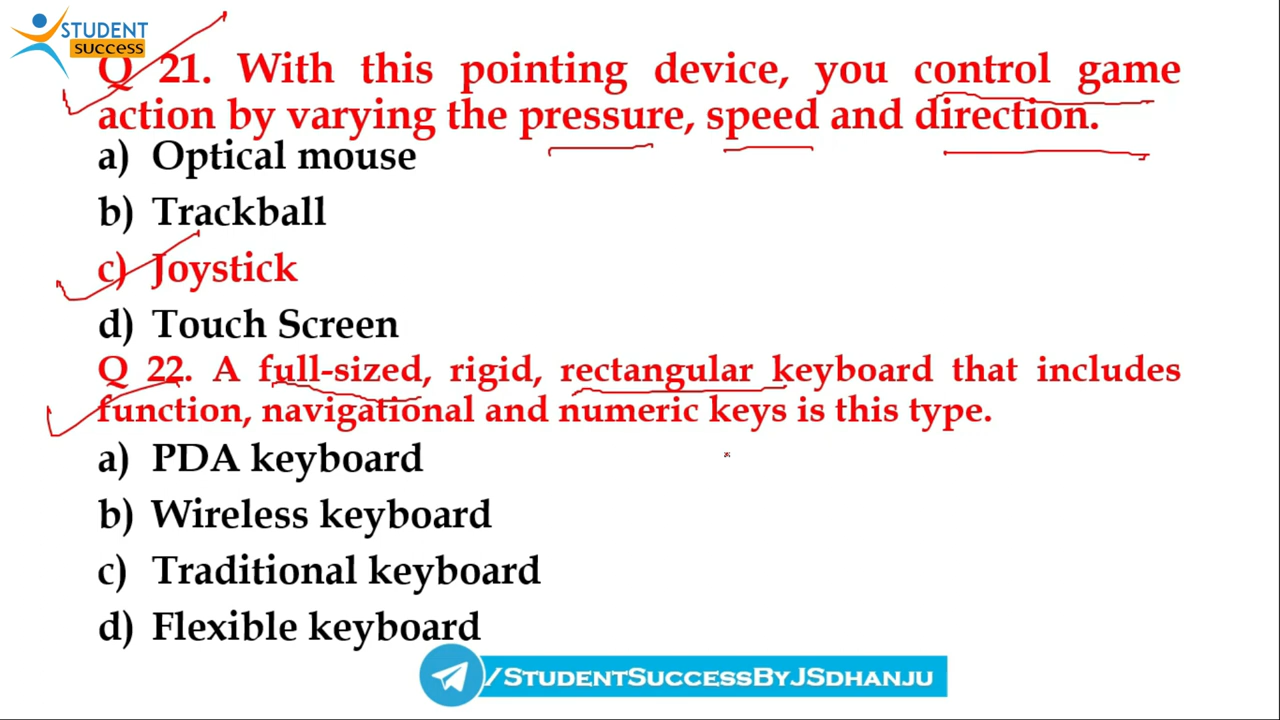 STUDENT
success
Q 21. With this pointing device, you control game
action by varying the pressure, speed and direction.
a) Optical mouse
b) Trackball
c) Joystick
d) Touch Screen
Q 22. A full-sized, rigid, rectangular keyboard that includes
function, navigational and numeric keys is this type.
a) PDA keyboard
b) Wireless keyboard
c) Traditional keyboard
d) Flexible keyboard
/StudentSuccessByJSdhanju